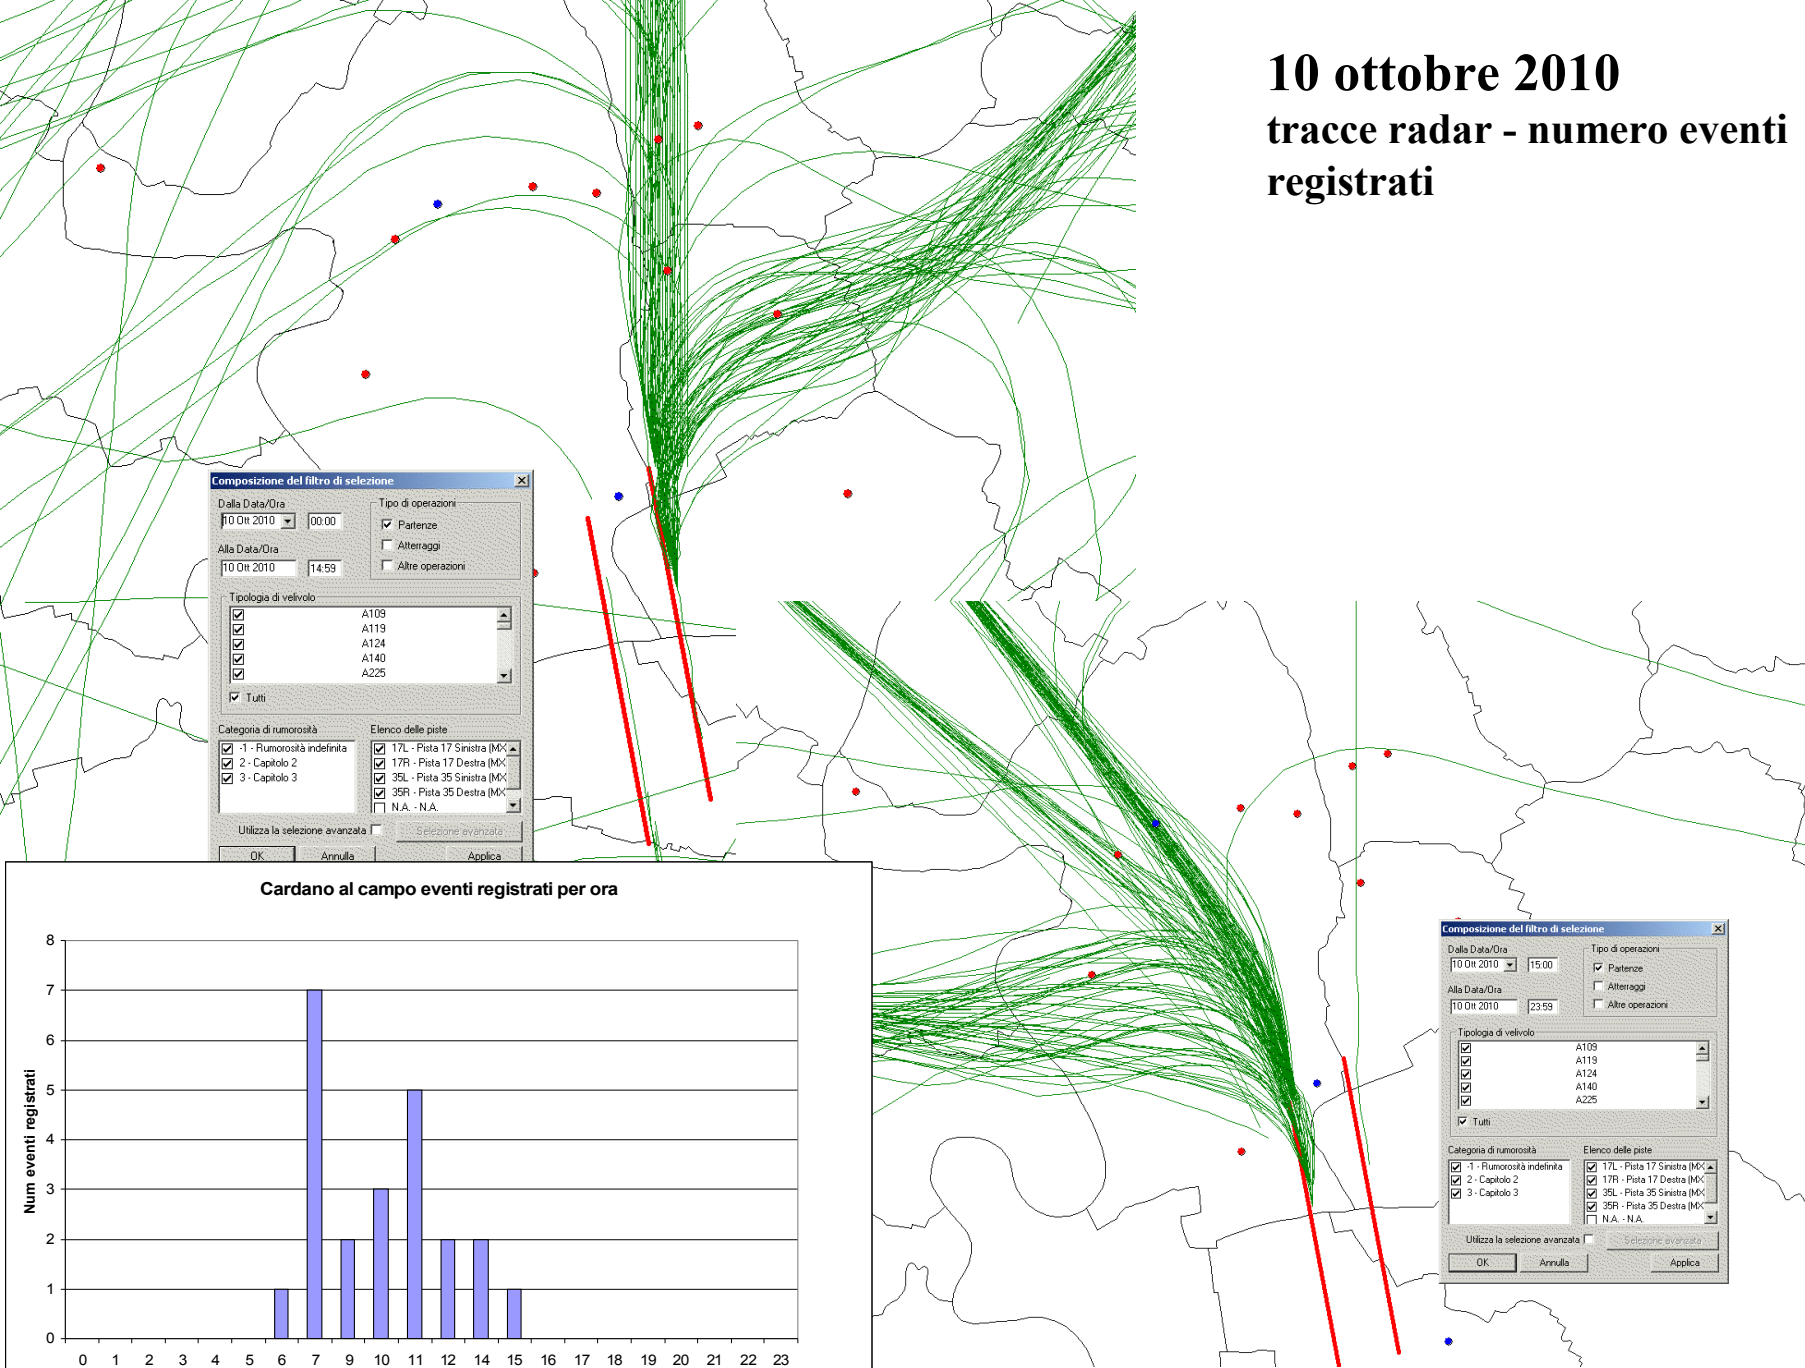 10 ottobre 2010
tracce radar - numero eventi
registrati
Composizione del filtro di selezione
Dalla Data/Ora
10 Ott 2010
00:00
Alla Data/Ora
10 Ott 2010
14:59
Tipo di operazioni
Partenze
Atterraggi
Altre operazioni
Tipologia di velivolo
A109
A119
A124
A140
A225
Tutti
Categoria di rumorosità
-1 - Rumorosità indefinita
2 - Capitolo 2
3 - Capitolo 3
Elenco delle piste
17L - Pista 17 Sinistra (MX
17R - Pista 17 Destra (MX
35L - Pista 35 Sinistra (MX
35R - Pista 35 Destra (MX
N.A. - N.A.
Utilizza la selezione avanzata
Selezione avanzata
OK
Annulla
Applica
Cardano al campo eventi registrati per ora
Num eventi registrati
8
7
6
5
4
3
2
1
0
0 1 2 3 4 5 6 7 9 10 11 12 14 15 16 17 18 19 20 21 22 23
Composizione del filtro di selezione
Dalla Data/Ora
10 Ott 2010
15:00
Alla Data/Ora
10 Ott 2010
23:59
Tipo di operazioni
Partenze
Atterraggi
Altre operazioni
Tipologia di velivolo
A109
A119
A124
A140
A225
Tutti
Categoria di rumorosità
-1 - Rumorosità indefinita
2 - Capitolo 2
3 - Capitolo 3
Elenco delle piste
17L - Pista 17 Sinistra (MX
17R - Pista 17 Destra (MX
35L - Pista 35 Sinistra (MX
35R - Pista 35 Destra (MX
N.A. - N.A.
Utilizza la selezione avanzata
Selezione avanzata
OK
Annulla
Applica